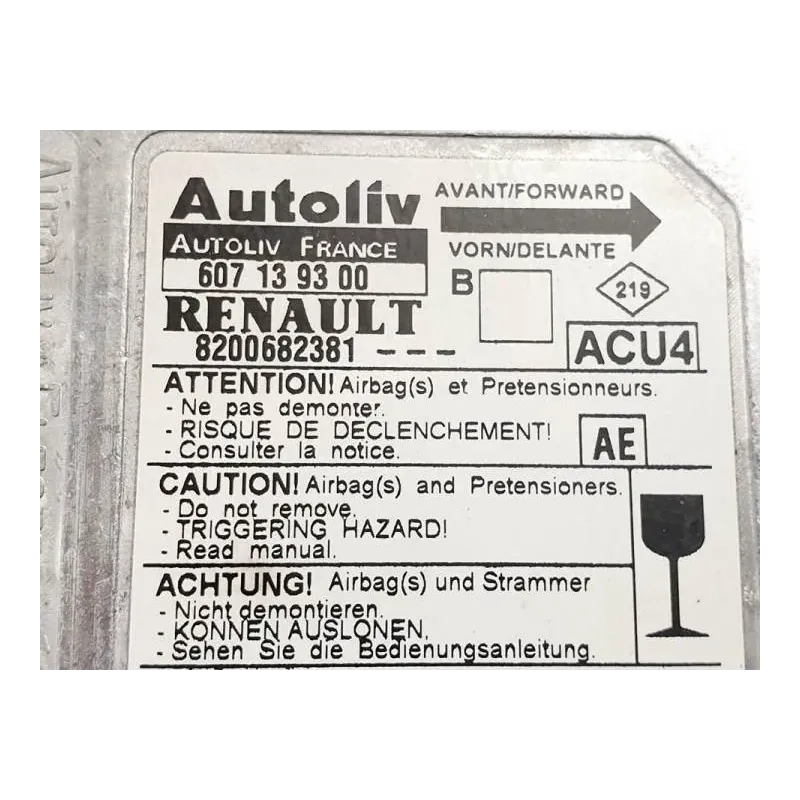 Autoliv
AUTOLIV FRANCE
607 13 93 00
RENAULT
8200682381 ---
AVANT/FORWARD
VORN/DELANTE
B
219
ACU4
ATTENTION! Airbag(s) et Pretensionneurs.
- Ne pas demonter.
- RISQUE DE DECLENCHEMENT!
- Consulter la notice.
AE
CAUTION! Airbag(s) and Pretensioners.
- Do not remove.
- TRIGGERING HAZARD!
- Read manual.
ACHTUNG! Airbag(s) und Strammer
- Nicht demontieren.
- KONNEN AUSLONEN.
- Sehen Sie die Bedienungsanleitung.